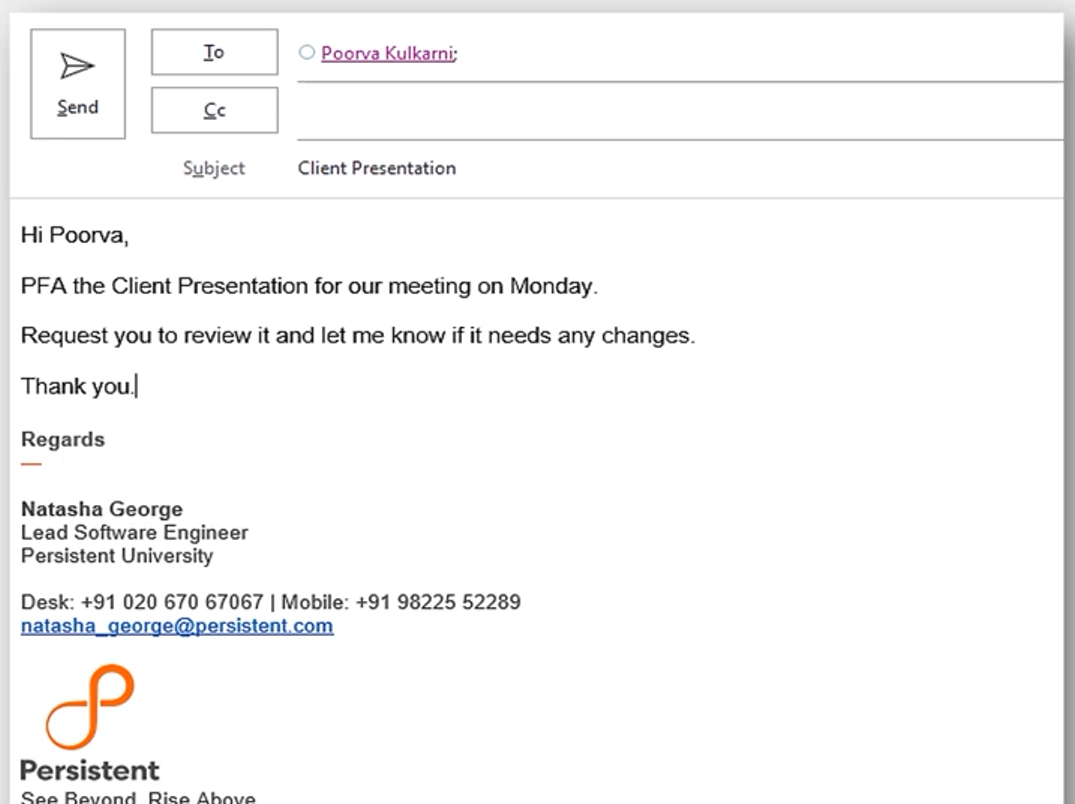 To
Poorva Kulkarni;
Send
Cc
Subject
Client Presentation
Hi Poorva,
PFA the Client Presentation for our meeting on Monday.
Request you to review it and let me know if it needs any changes.
Thank you.
Regards
—
Natasha George
Lead Software Engineer
Persistent University
Desk: +91 020 670 67067 | Mobile: +91 98225 52289
natasha_george@persistent.com
Persistent
See Beyond, Rise Above